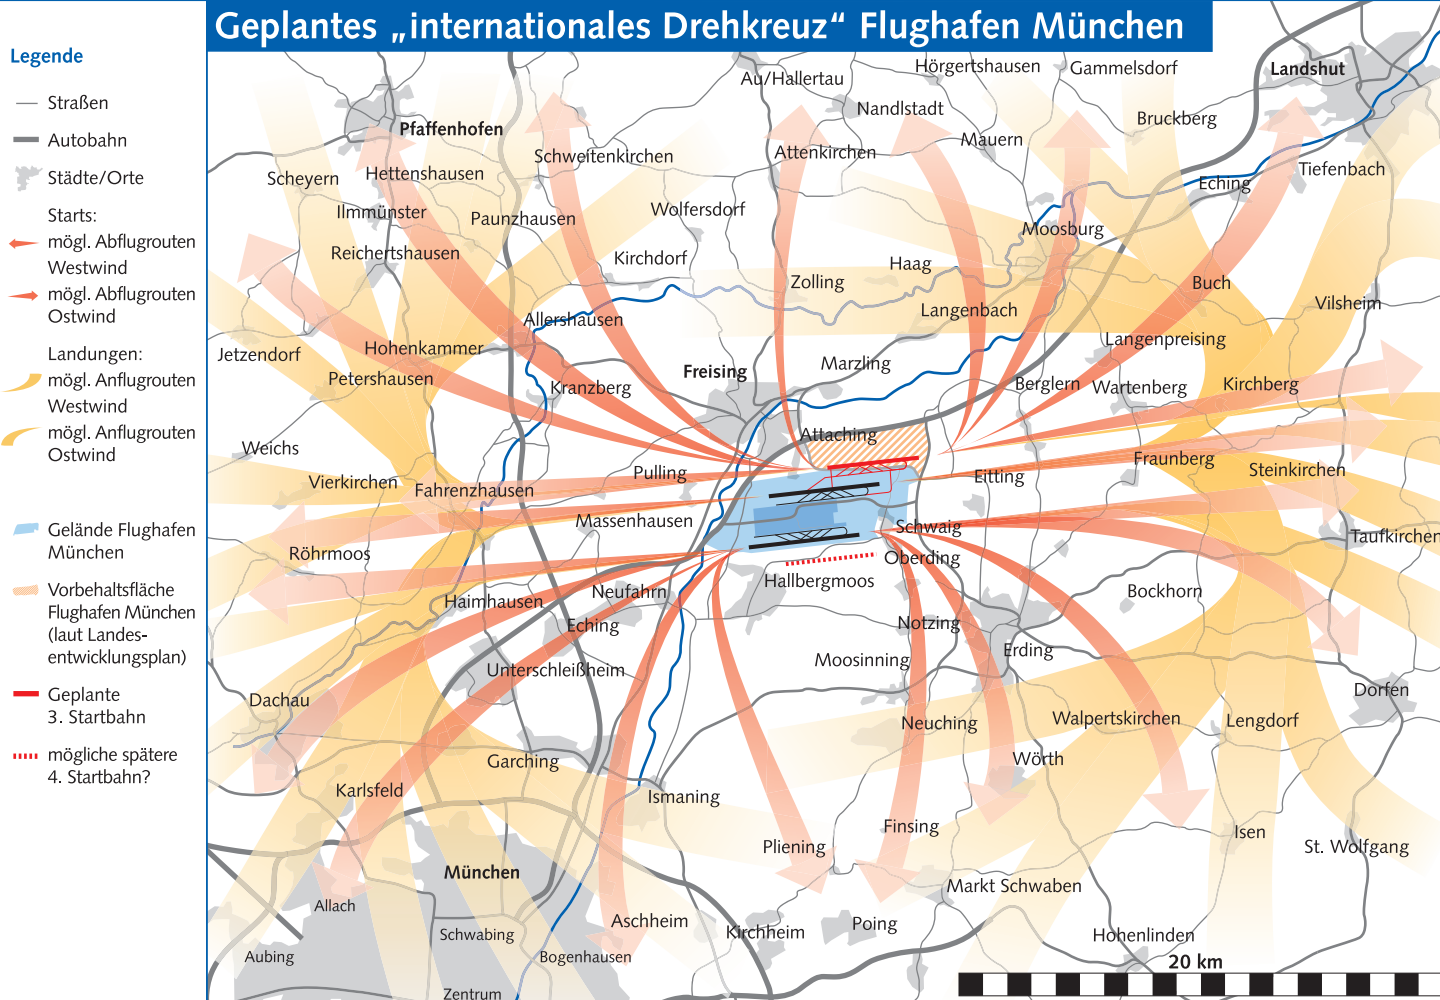 Geplantes „internationales Drehkreuz“ Flughafen München
Legende
Straßen
Autobahn
Städte/Orte
Starts:
mögl. Abflugrouten
Westwind
mögl. Abflugrouten
Ostwind
Landungen:
mögl. Anflugrouten
Westwind
mögl. Anflugrouten
Ostwind
Gelände Flughafen
München
Vorbehaltsfläche
Flughafen München
(laut Landes-
entwicklungsplan)
Geplante
3. Startbahn
mögliche spätere
4. Startbahn?
Au/Hallertau
Hörgertshausen
Gammelsdorf
Landshut
Nandlstadt
Bruckberg
Pfaffenhofen
Mauern
Schweitenkirchen
Attenkirchen
Tiefenbach
Scheyern
Hettenshausen
Eching
Ilmmünster
Paunzhausen
Wolfersdorf
Moosburg
Reichertshausen
Kirchdorf
Haag
Zolling
Buch
Vilsheim
Langenbach
Allershausen
Langenpreising
Jetzendorf
Hohenkammer
Marzling
Freising
Petershausen
Kranzberg
Berglern
Wartenberg
Kirchberg
Attaching
Weichs
Fraunberg
Steinkirchen
Pulling
Eitting
Vierkirchen
Fahrenzhausen
Massenhausen
Schwaig
Taufkirchen
Röhrmoos
Oberding
Hallbergmoos
Neufahrn
Bockhorn
Haimhausen
Eching
Notzing
Erding
Moosinning
Unterschleißheim
Dorfen
Dachau
Neuching
Walpertskirchen
Lengdorf
Garching
Wörth
Karlsfeld
Ismaning
Finsing
Isen
Pliening
St. Wolfgang
München
Markt Schwaben
Allach
Aschheim
Poing
Kirchheim
Schwabing
Hohenlinden
Aubing
Bogenhausen
20 km
Zentrum